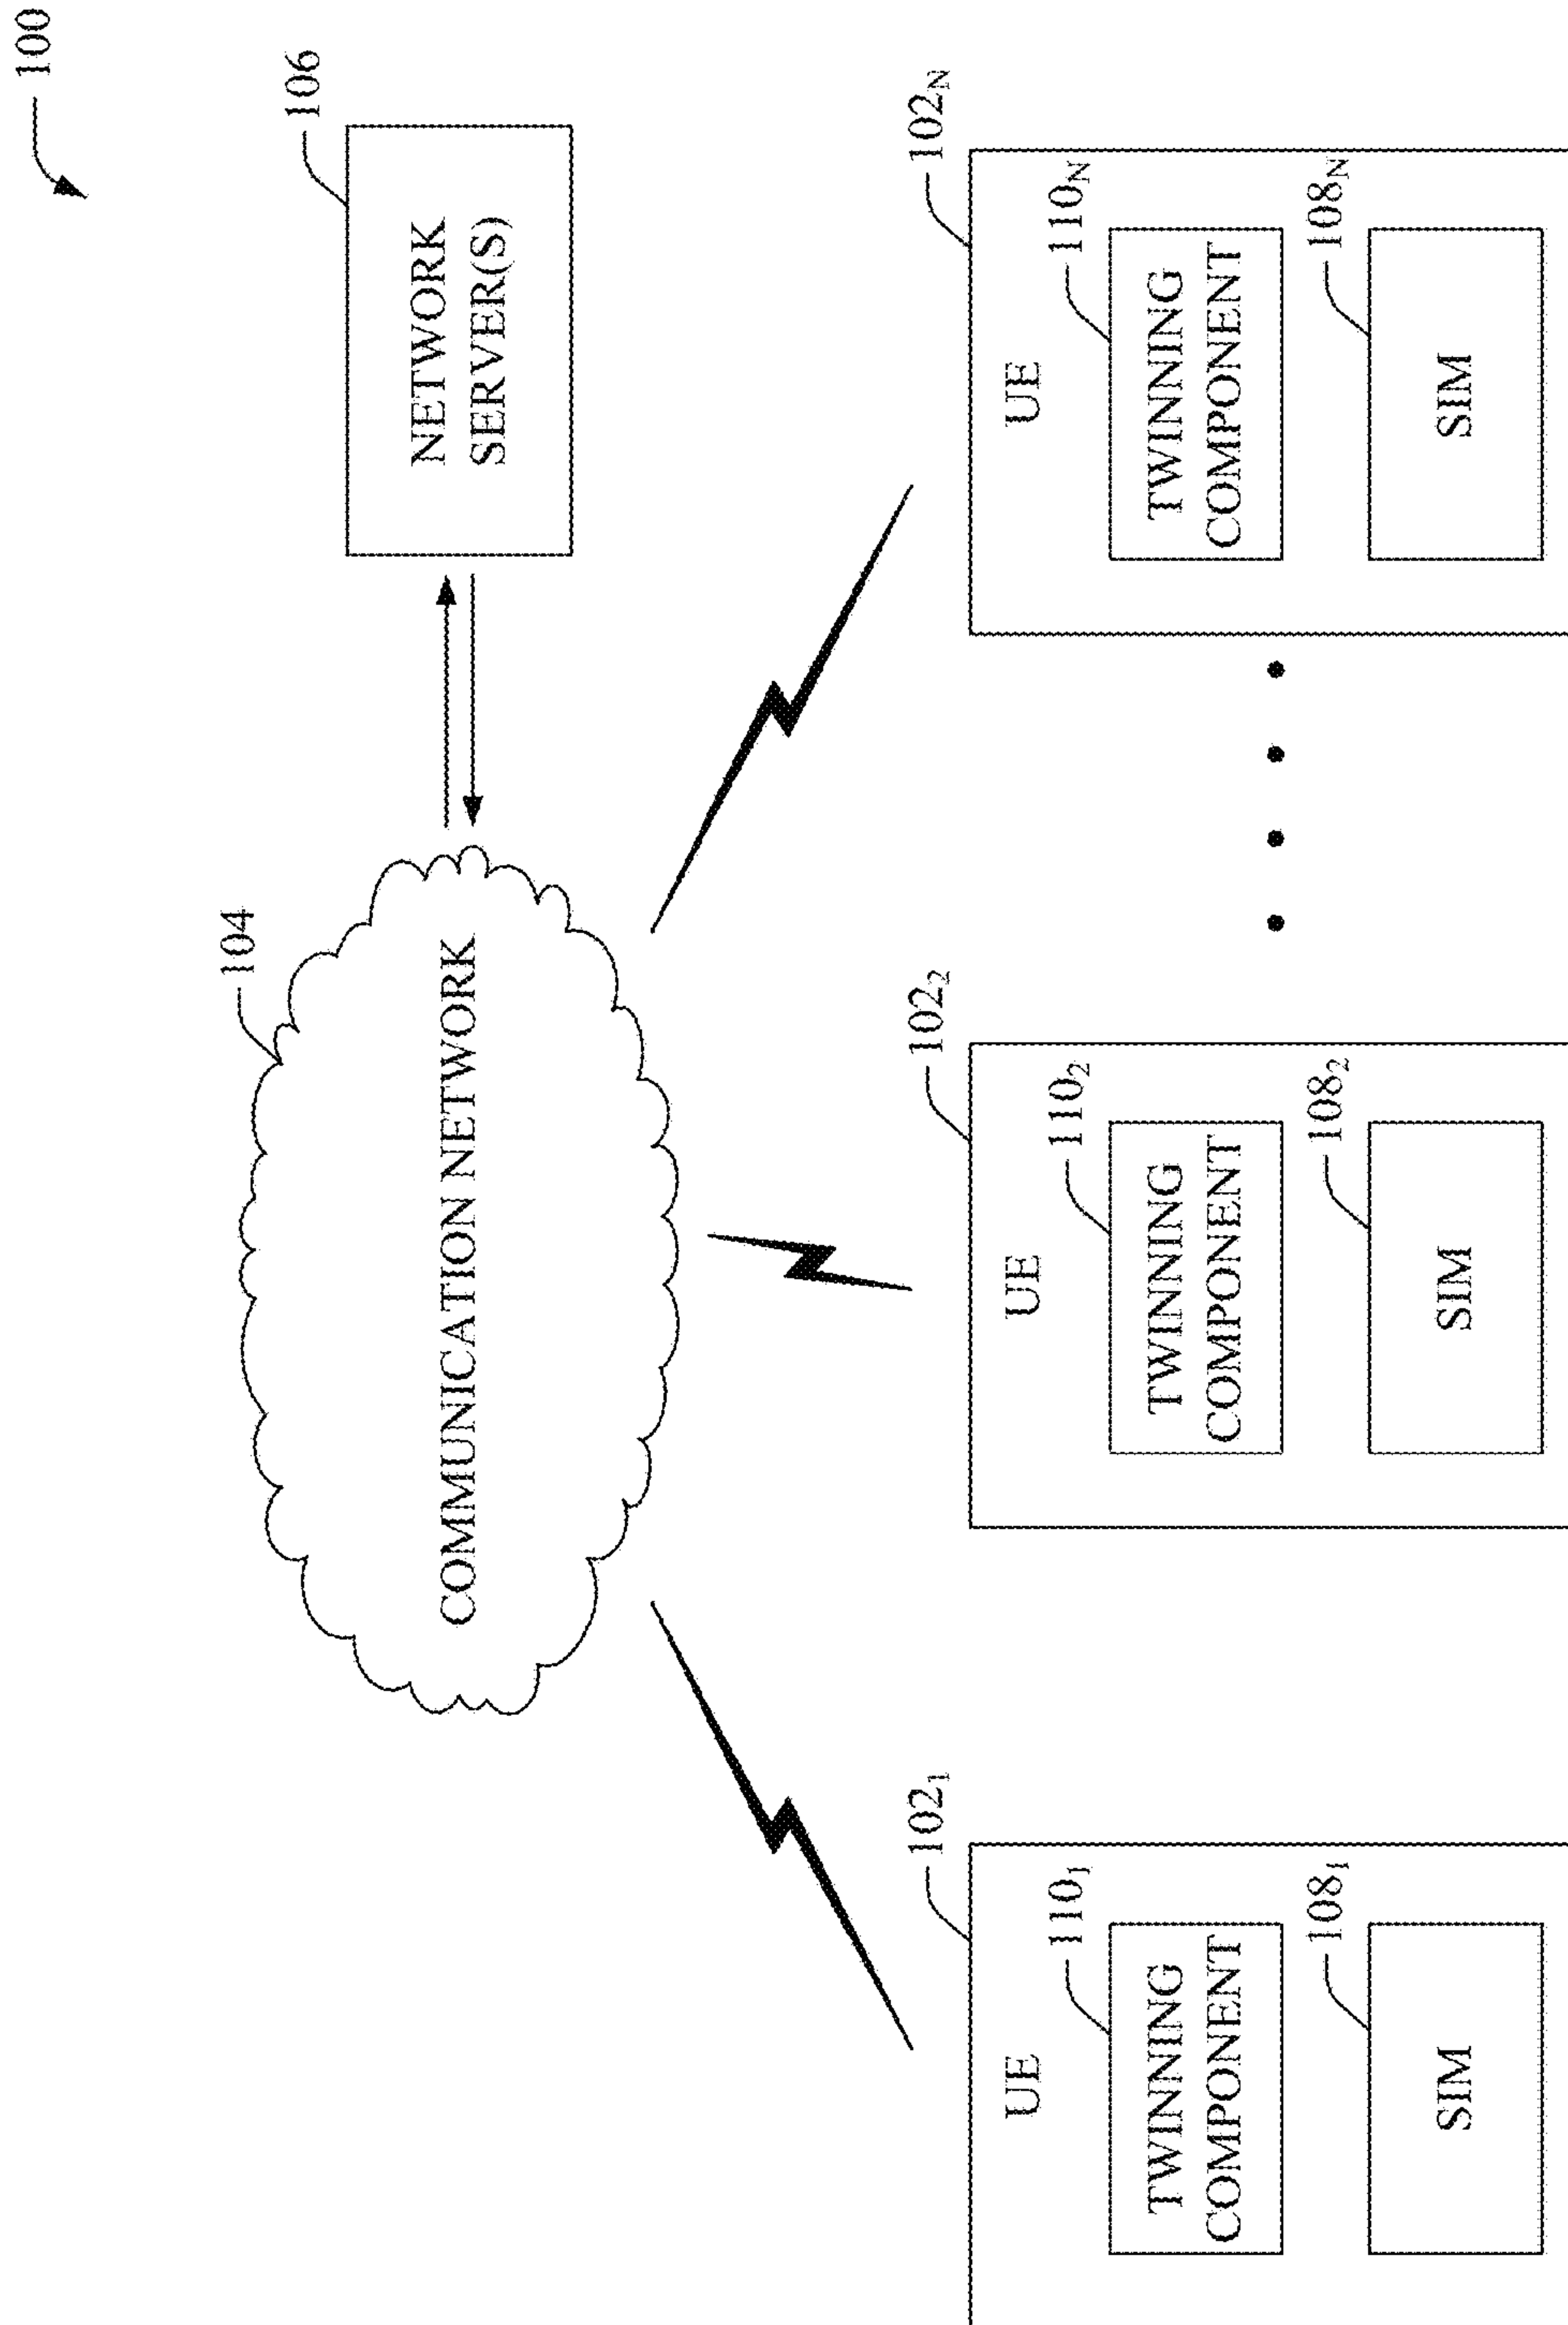 100
106
NETWORK
SERVER(S)
104
COMMUNICATION NETWORK
102₁
UE
110₁
TWINNING
COMPONENT
108₁
SIM
102₂
UE
110₂
TWINNING
COMPONENT
108₂
SIM
102N
UE
110N
TWINNING
COMPONENT
108N
SIM